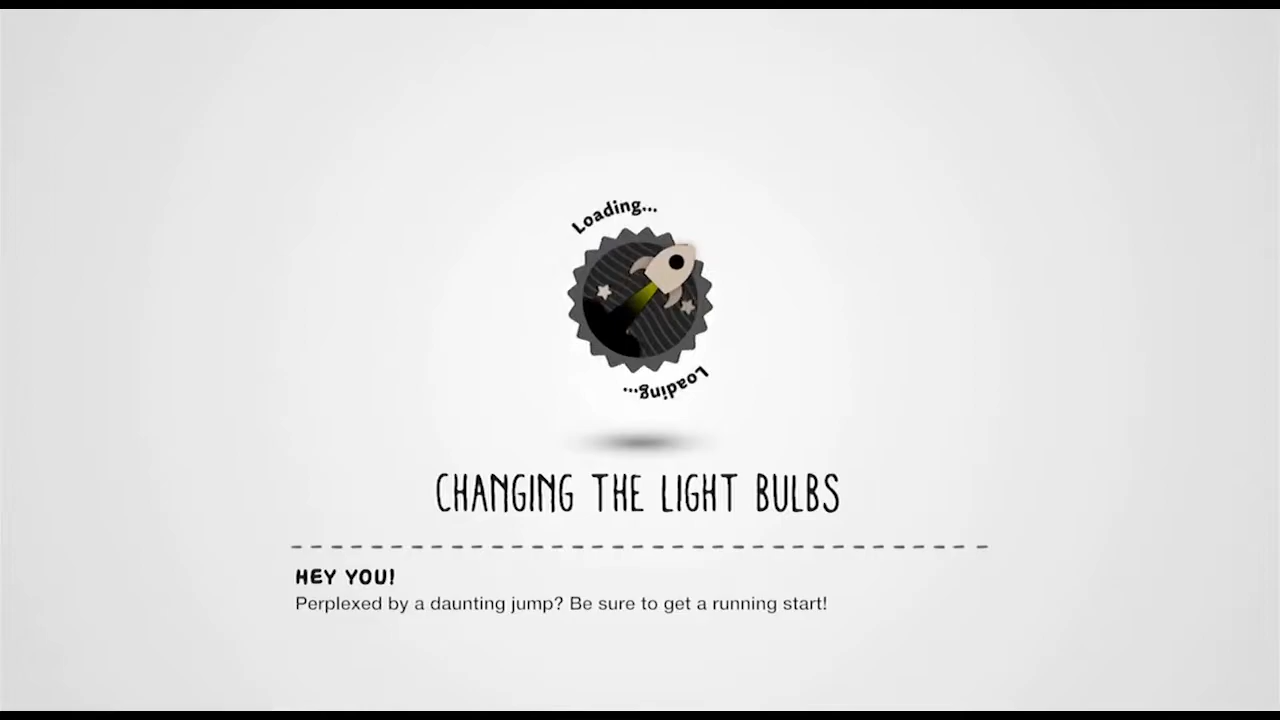 Loading...
Loading...
CHANGING THE LIGHT BULBS
HEY YOU!
Perplexed by a daunting jump? Be sure to get a running start!